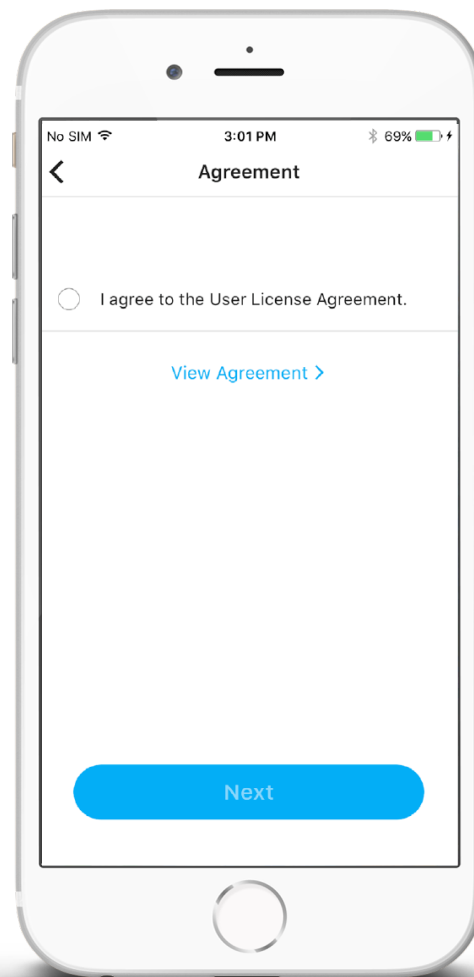 No SIM 3:01 PM 69%
Agreement
I agree to the User License Agreement.
View Agreement >
Next